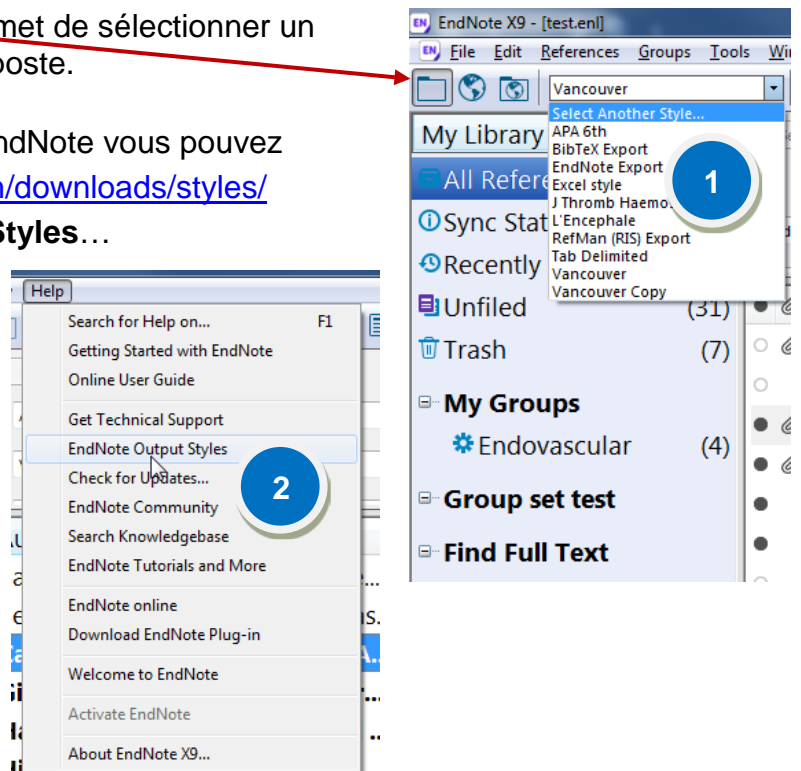 met de sélectionner un
poste.
ndNote vous pouvez
n/downloads/styles/
Styles…
EndNote X9 - [test.enl]
File Edit References Groups Tools
Vancouver
Select Another Style...
APA 6th
BibTeX Export
EndNote Export
Excel style
J Thromb Haemo
L'Encephale
RefMan (RIS) Export
Tab Delimited
Vancouver
Vancouver Copy
1
My Library
All Refere
Sync Stat
Recently
Unfiled (31)
Trash (7)
My Groups
Endovascular (4)
Group set test
Find Full Text
Help
Search for Help on... F1
Getting Started with EndNote
Online User Guide
Get Technical Support
EndNote Output Styles
Check for Updates...
2
EndNote Community
Search Knowledgebase
EndNote Tutorials and More
EndNote online
Download EndNote Plug-in
Welcome to EndNote
Activate EndNote
About EndNote X9...